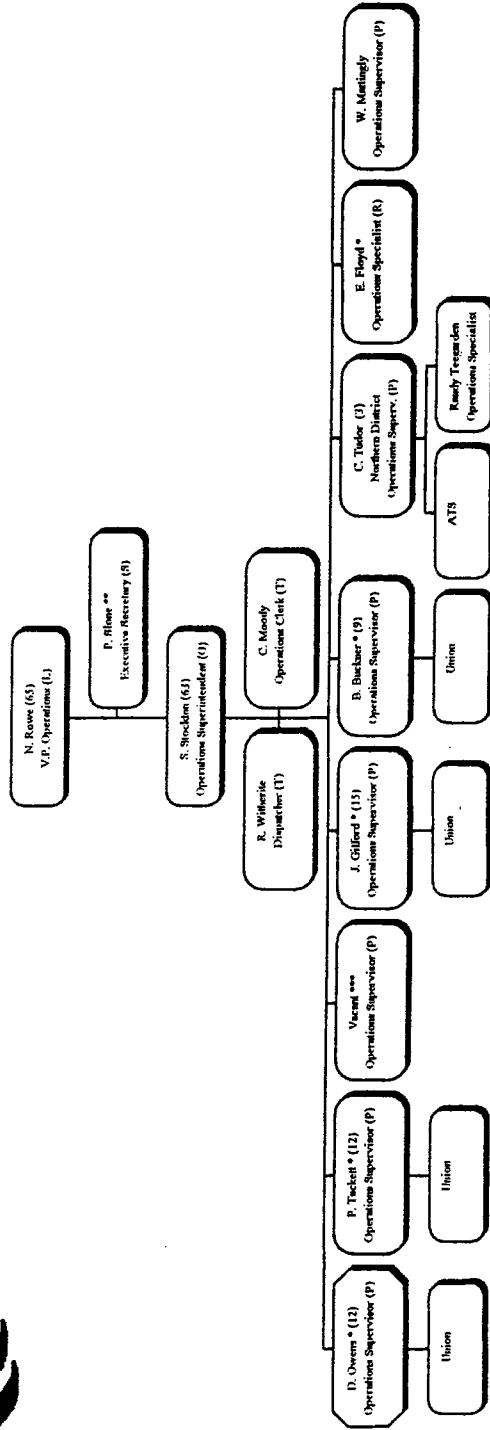 N. Rowe (65)
V.P. Operations (L)
P. Stone **
Executive Secretary (S)
S. Stockton (63)
Operations Superintendent (O)
R. Witherite
Dispatcher (T)
C. Moody
Operations Clerk (T)
D. Owens * (12)
Operations Supervisor (P)
P. Tuckett * (12)
Operations Supervisor (P)
Vacant ***
Operations Supervisor (P)
J. Gilford * (15)
Operations Supervisor (P)
B. Buckner * (9)
Operations Supervisor (P)
C. Tudor (3)
Northern District
Operations Superv. (P)
E. Floyd *
Operations Specialist (R)
W. Mattingly
Operations Supervisor (P)
Union
Union
Union
Union
ATS
Randy Teegarden
Operations Specialist